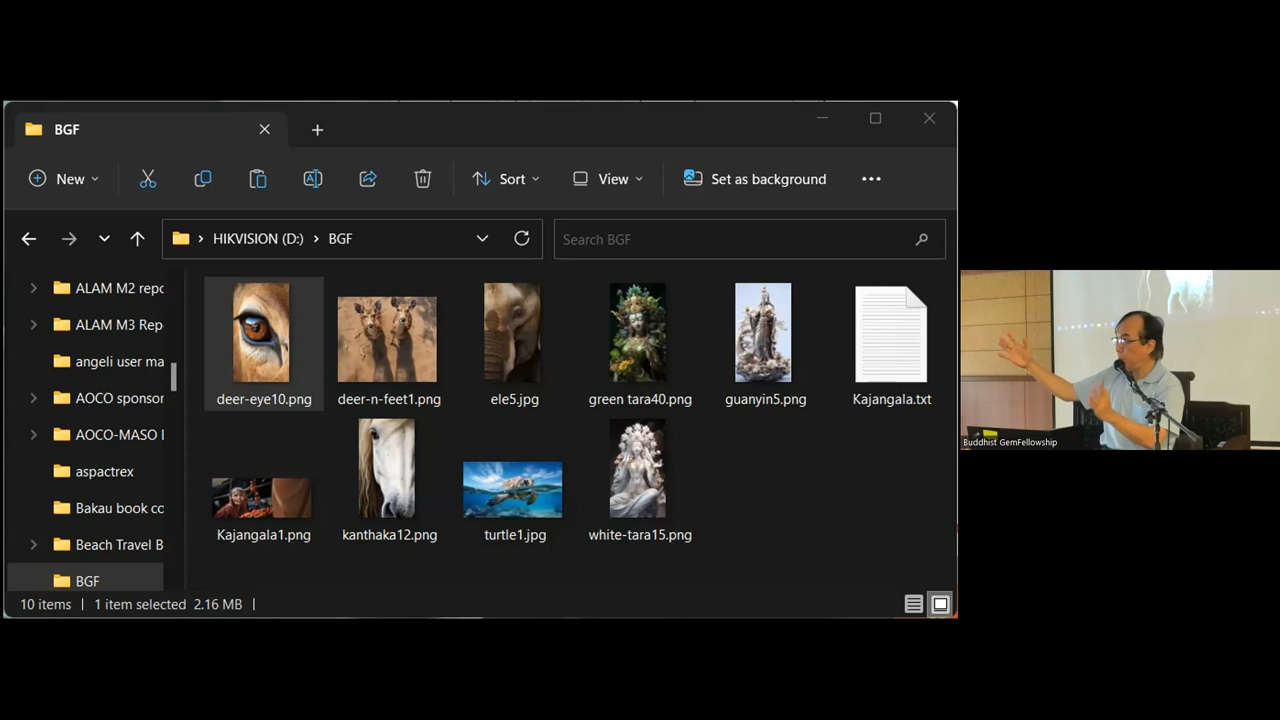 BGF
New
Sort
View
Set as background
HIKVISION (D:)
BGF
Search BGF
ALAM M2 repo
ALAM M3 Rep
angeli user ma
AOCO sponsor
AOCO-MASO
aspactrex
Bakau book co
Beach Travel B
BGF
deer-eye10.png
deer-n-feet1.png
ele5.jpg
green tara40.png
guanyin5.png
Kajangala.txt
Kajangala1.png
kanthaka12.png
turtle1.jpg
white-tara15.png
10 items
1 item selected 2.16 MB
Buddhist GemFellowship